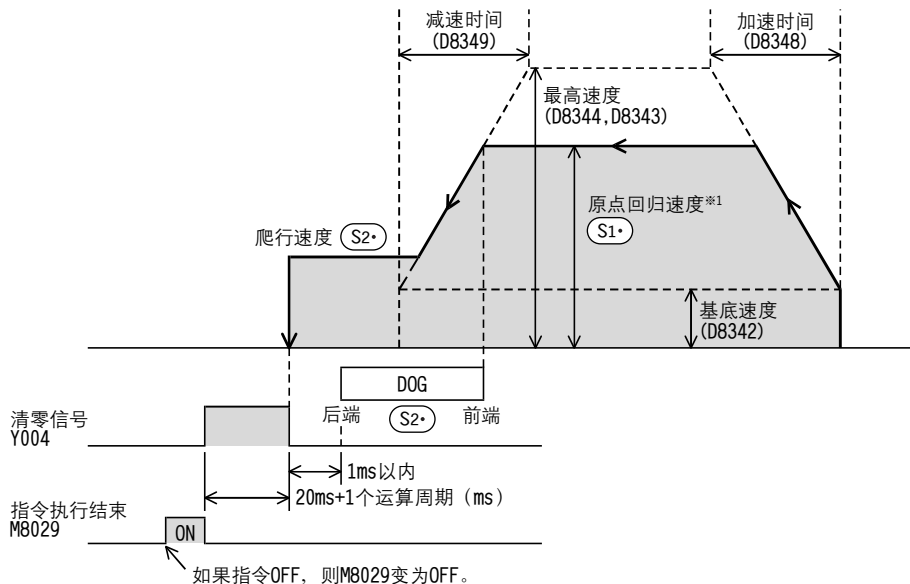 减速时间
(D8349)
加速时间
(D8348)
最高速度
(D8344,D8343)
原点回归速度※1
S1•
爬行速度 S2•
基底速度
(D8342)
DOG
后端 S2• 前端
清零信号
Y004
1ms以内
20ms+1个运算周期（ms）
指令执行结束
M8029
ON
如果指令OFF，则M8029变为OFF。